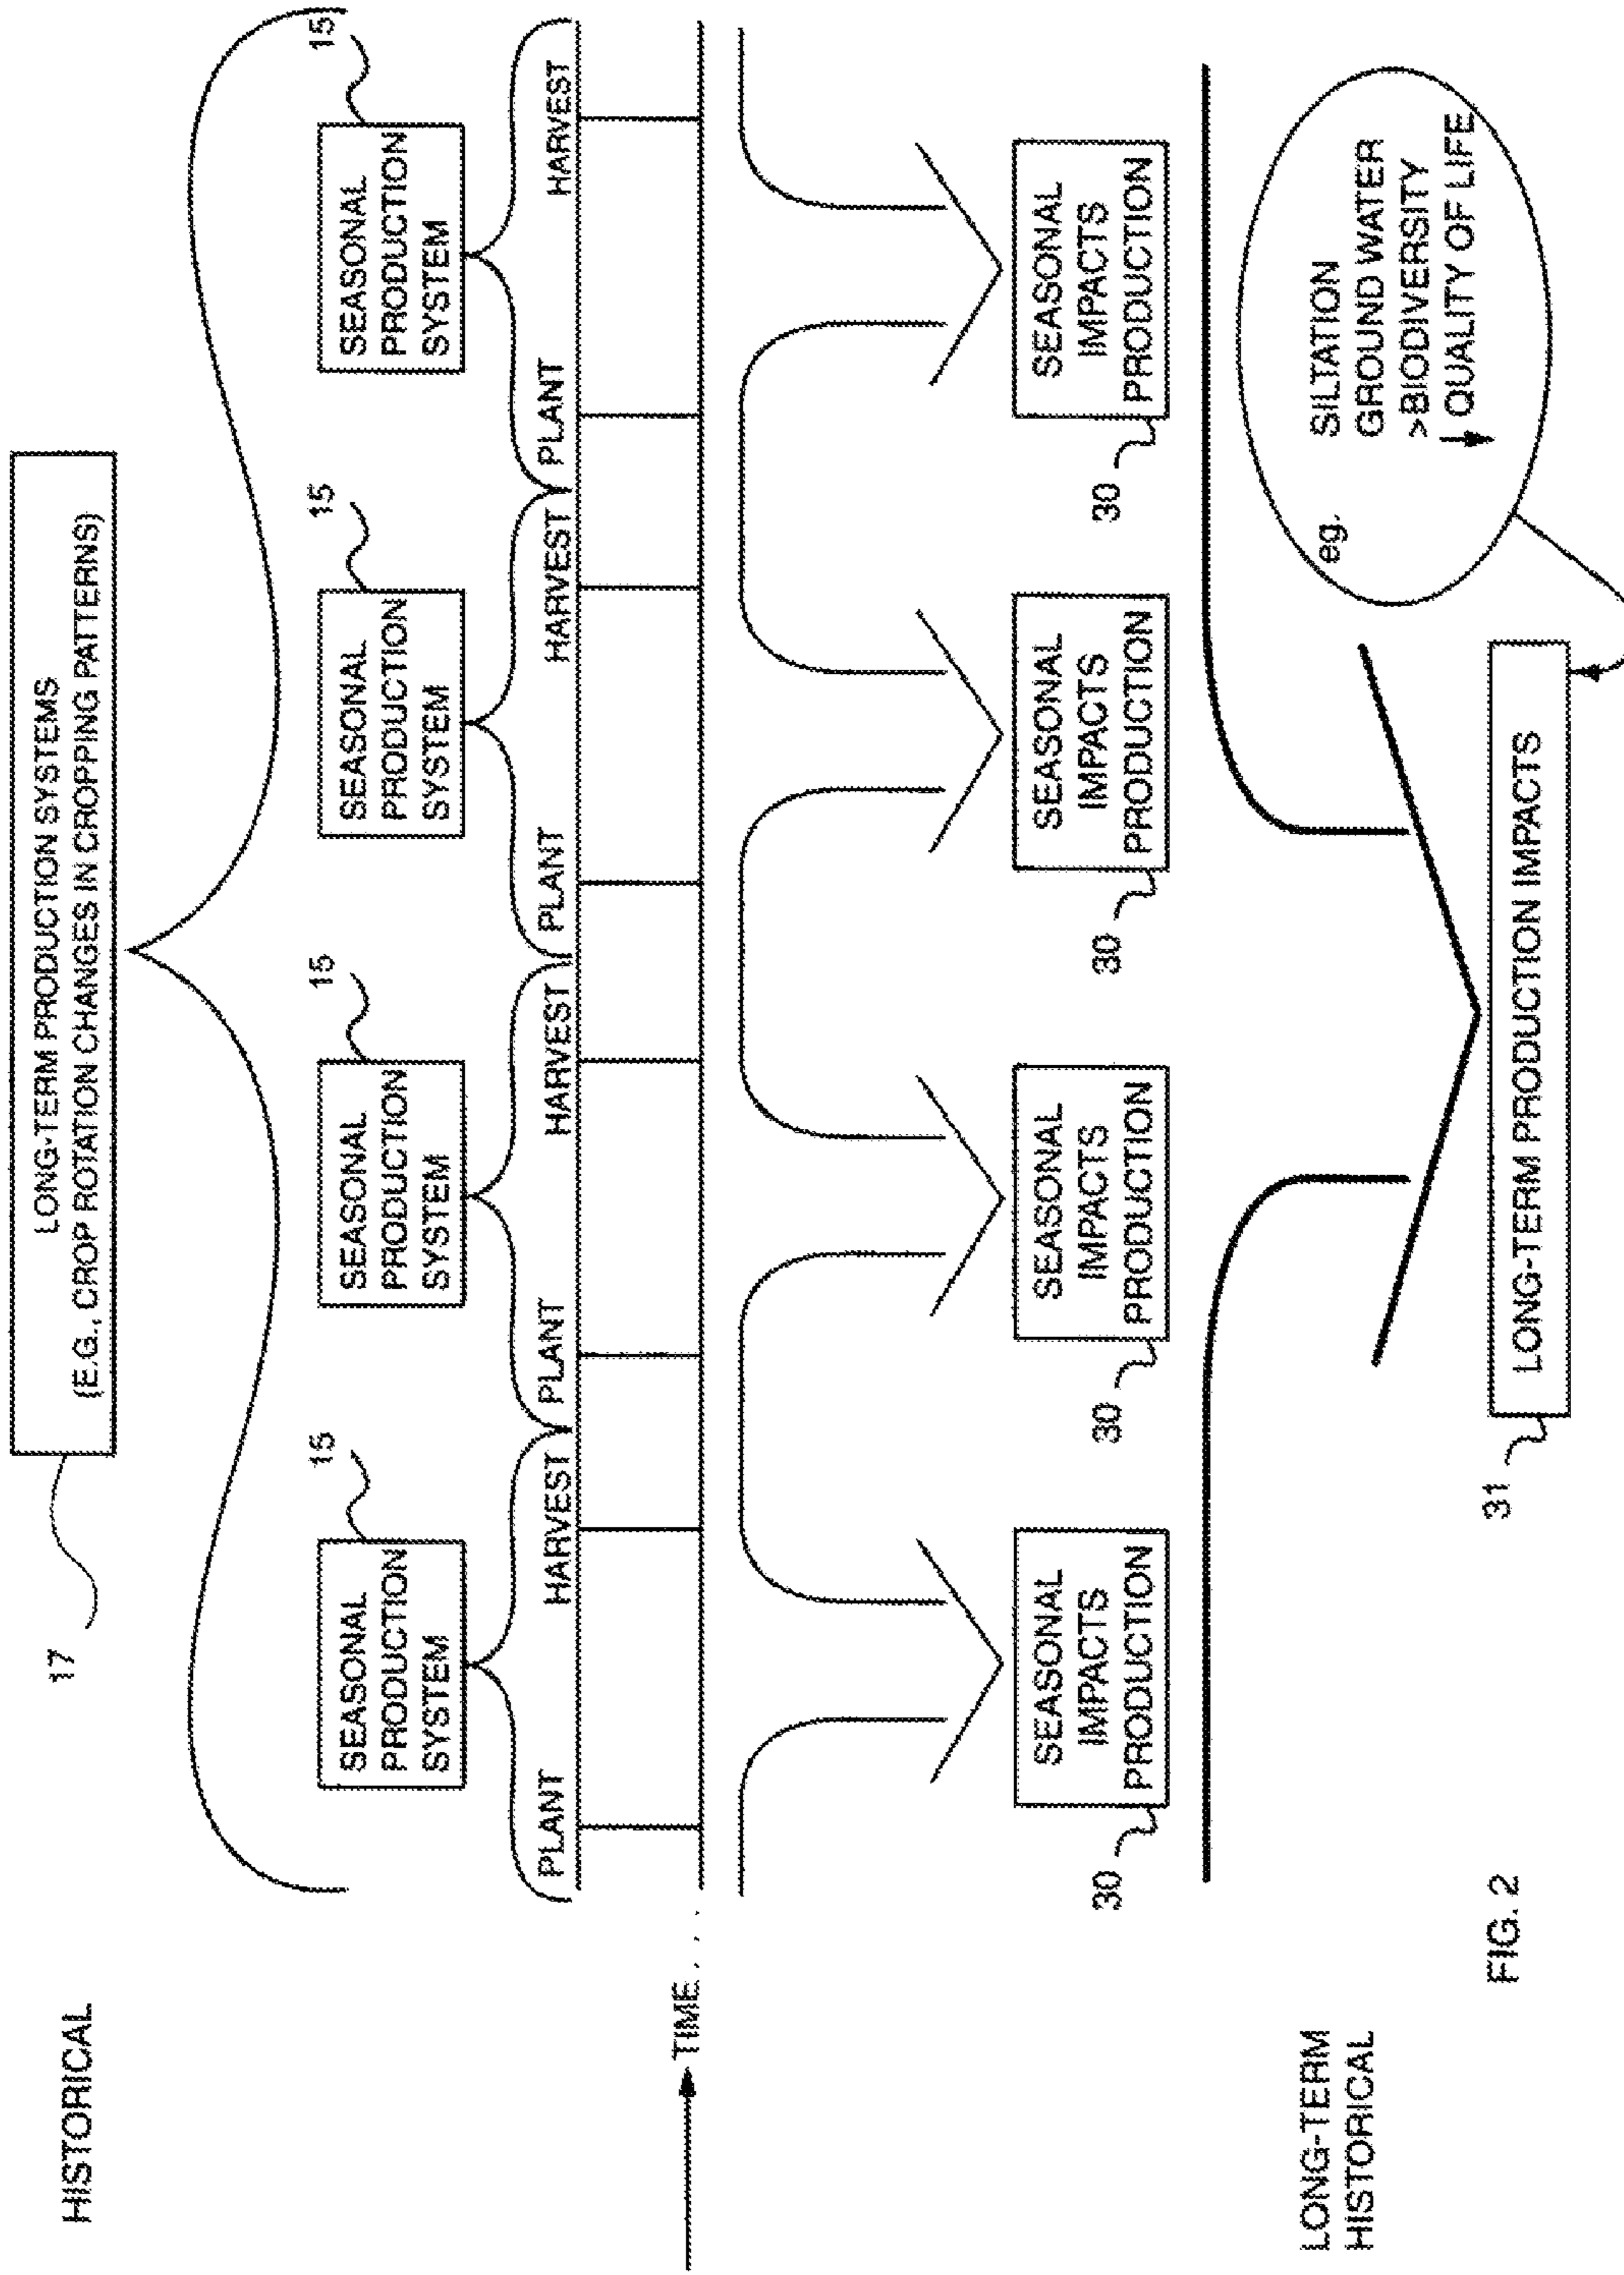 HISTORICAL
LONG-TERM PRODUCTION SYSTEMS
(E.G., CROP ROTATION CHANGES IN CROPPING PATTERNS)
17
SEASONAL
PRODUCTION
SYSTEM
15
SEASONAL
PRODUCTION
SYSTEM
15
SEASONAL
PRODUCTION
SYSTEM
15
SEASONAL
PRODUCTION
SYSTEM
15
PLANT
HARVEST
PLANT
HARVEST
PLANT
HARVEST
PLANT
HARVEST
TIME . . .
SEASONAL
IMPACTS
PRODUCTION
30
SEASONAL
IMPACTS
PRODUCTION
30
SEASONAL
IMPACTS
PRODUCTION
30
SEASONAL
IMPACTS
PRODUCTION
30
LONG-TERM
HISTORICAL
eg.
SILTATION
GROUND WATER
>BIODIVERSITY
QUALITY OF LIFE
LONG-TERM PRODUCTION IMPACTS
31
FIG. 2